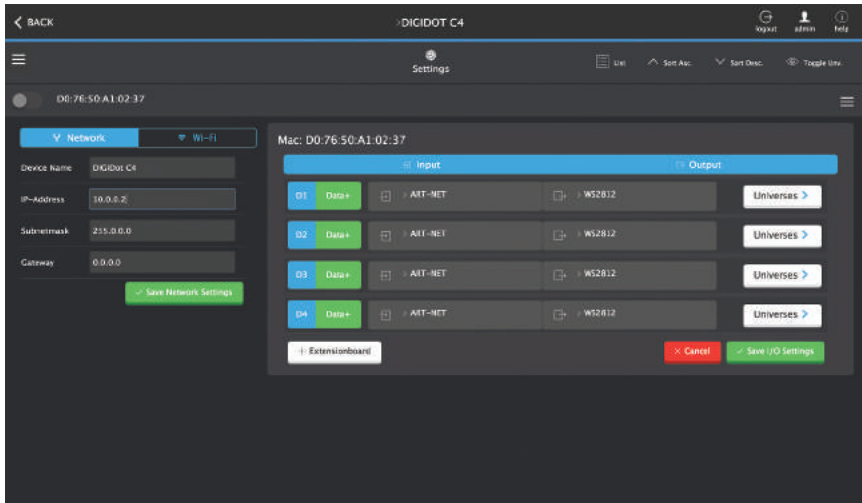 BACK
>DIGIDOT C4
logout
admin
help
Settings
List
Sort Asc.
Sort Desc.
Toggle Unv.
D0:76:50:A1:02:37
Network
Wi-Fi
Device Name
DiGiDot C4
IP-Address
10.0.0.2
Subnetmask
255.0.0.0
Gateway
0.0.0.0
Save Network Settings
Mac: D0:76:50:A1:02:37
Input
Output
D1 Data+ > ART-NET > WS2812 Universes >
D2 Data+ > ART-NET > WS2812 Universes >
D3 Data+ > ART-NET > WS2812 Universes >
D4 Data+ > ART-NET > WS2812 Universes >
+ Extensionboard
× Cancel
Save I/O Settings